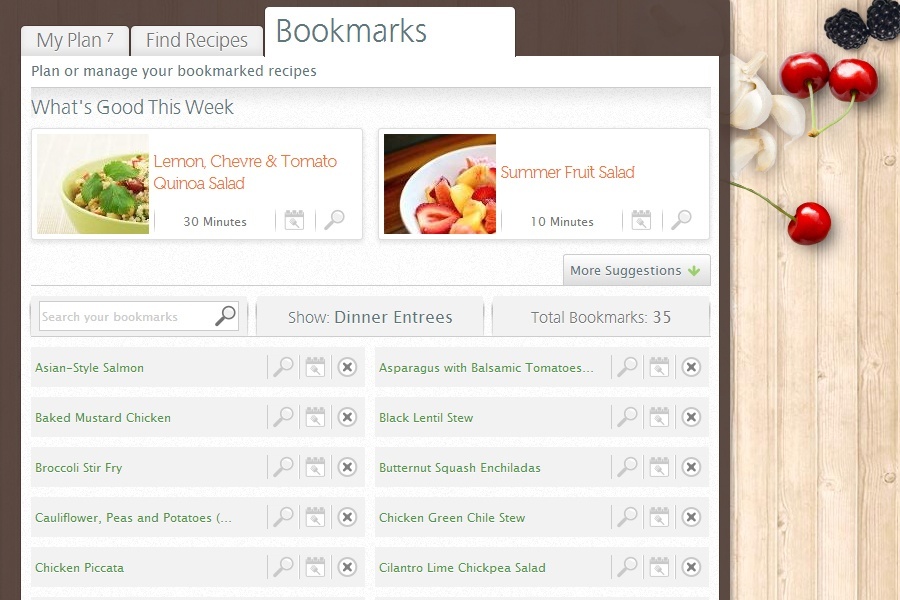 My Plan 7
Find Recipes
Bookmarks
Plan or manage your bookmarked recipes
What's Good This Week
Lemon, Chevre & Tomato
Quinoa Salad
30 Minutes
Summer Fruit Salad
10 Minutes
More Suggestions
Search your bookmarks
Show: Dinner Entrees
Total Bookmarks: 35
Asian-Style Salmon
Asparagus with Balsamic Tomatoes...
Baked Mustard Chicken
Black Lentil Stew
Broccoli Stir Fry
Butternut Squash Enchiladas
Cauliflower, Peas and Potatoes (...
Chicken Green Chile Stew
Chicken Piccata
Cilantro Lime Chickpea Salad